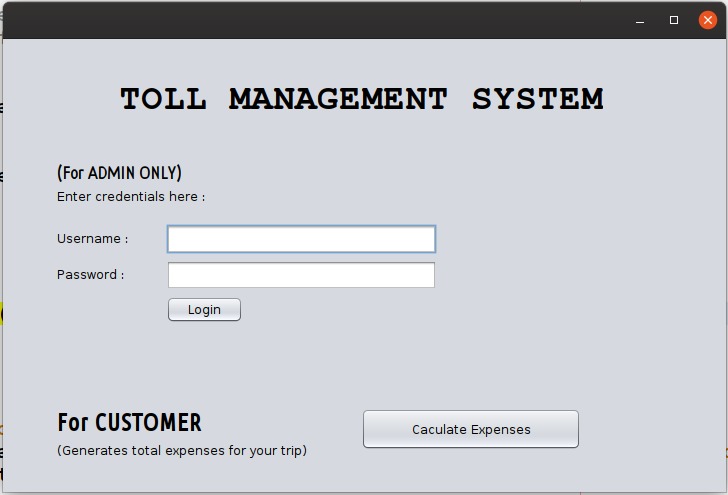 TOLL MANAGEMENT SYSTEM
(For ADMIN ONLY)
Enter credentials here :
Username :
Password :
Login
For CUSTOMER
Caculate Expenses
(Generates total expenses for your trip)